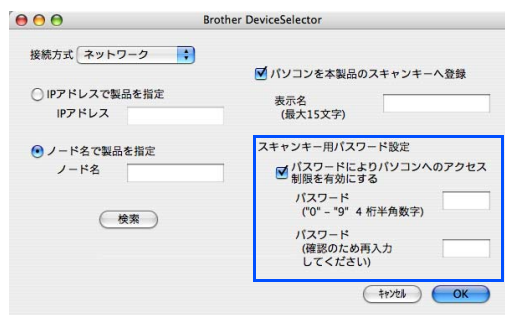 Brother DeviceSelector
接続方式 ネットワーク
IPアドレスで製品を指定
IPアドレス
ノード名で製品を指定
ノード名
検索
パソコンを本製品のスキャンキーへ登録
表示名
(最大15文字)
スキャンキー用パスワード設定
パスワードによりパソコンへのアクセス
制限を有効にする
パスワード
("0" – "9" 4 桁半角数字)
パスワード
(確認のため再入力
してください)
ｷｬﾝｾﾙ OK